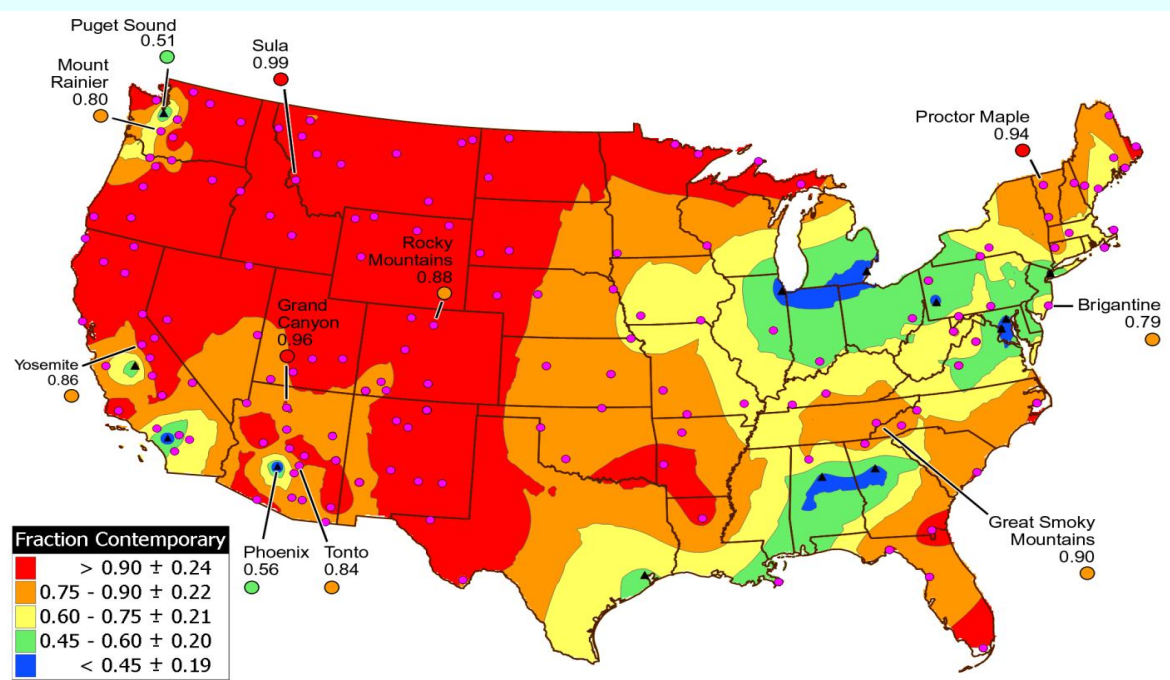 Puget Sound
0.51
Sula
0.99
Mount
Rainier
0.80
Proctor Maple
0.94
Rocky
Mountains
0.88
Grand
Canyon
0.96
Brigantine
0.79
Yosemite
0.86
Great Smoky
Mountains
0.90
Phoenix
0.56
Tonto
0.84
Fraction Contemporary
> 0.90 ± 0.24
0.75 - 0.90 ± 0.22
0.60 - 0.75 ± 0.21
0.45 - 0.60 ± 0.20
< 0.45 ± 0.19